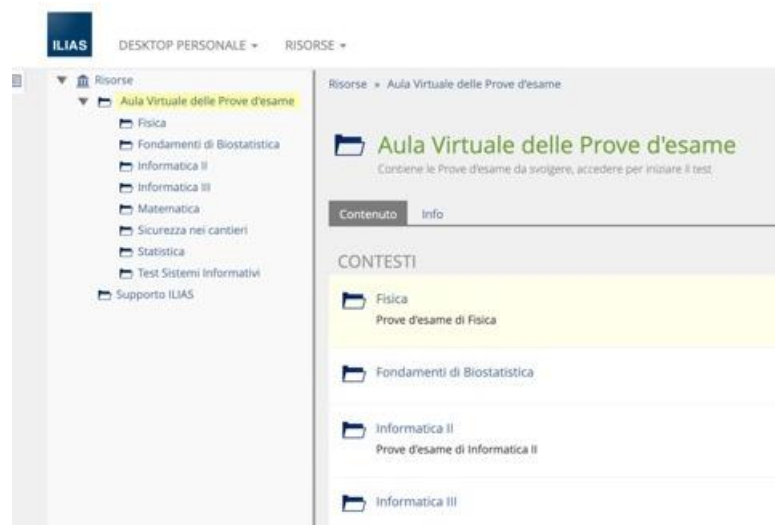 ILIAS
DESKTOP PERSONALE
RISORSE
Risorse
Aula Virtuale delle Prove d'esame
Fisica
Fondamenti di Biostatistica
Informatica II
Informatica III
Matematica
Sicurezza nei cantieri
Statistica
Test Sistemi Informativi
Supporto ILIAS
Risorse » Aula Virtuale delle Prove d'esame
Aula Virtuale delle Prove d'esame
Contiene le Prove d'esame da svolgere, accedere per iniziare il test
Contenuto
Info
CONTESTI
Fisica
Prove d'esame di Fisica
Fondamenti di Biostatistica
Informatica II
Prove d'esame di Informatica II
Informatica III